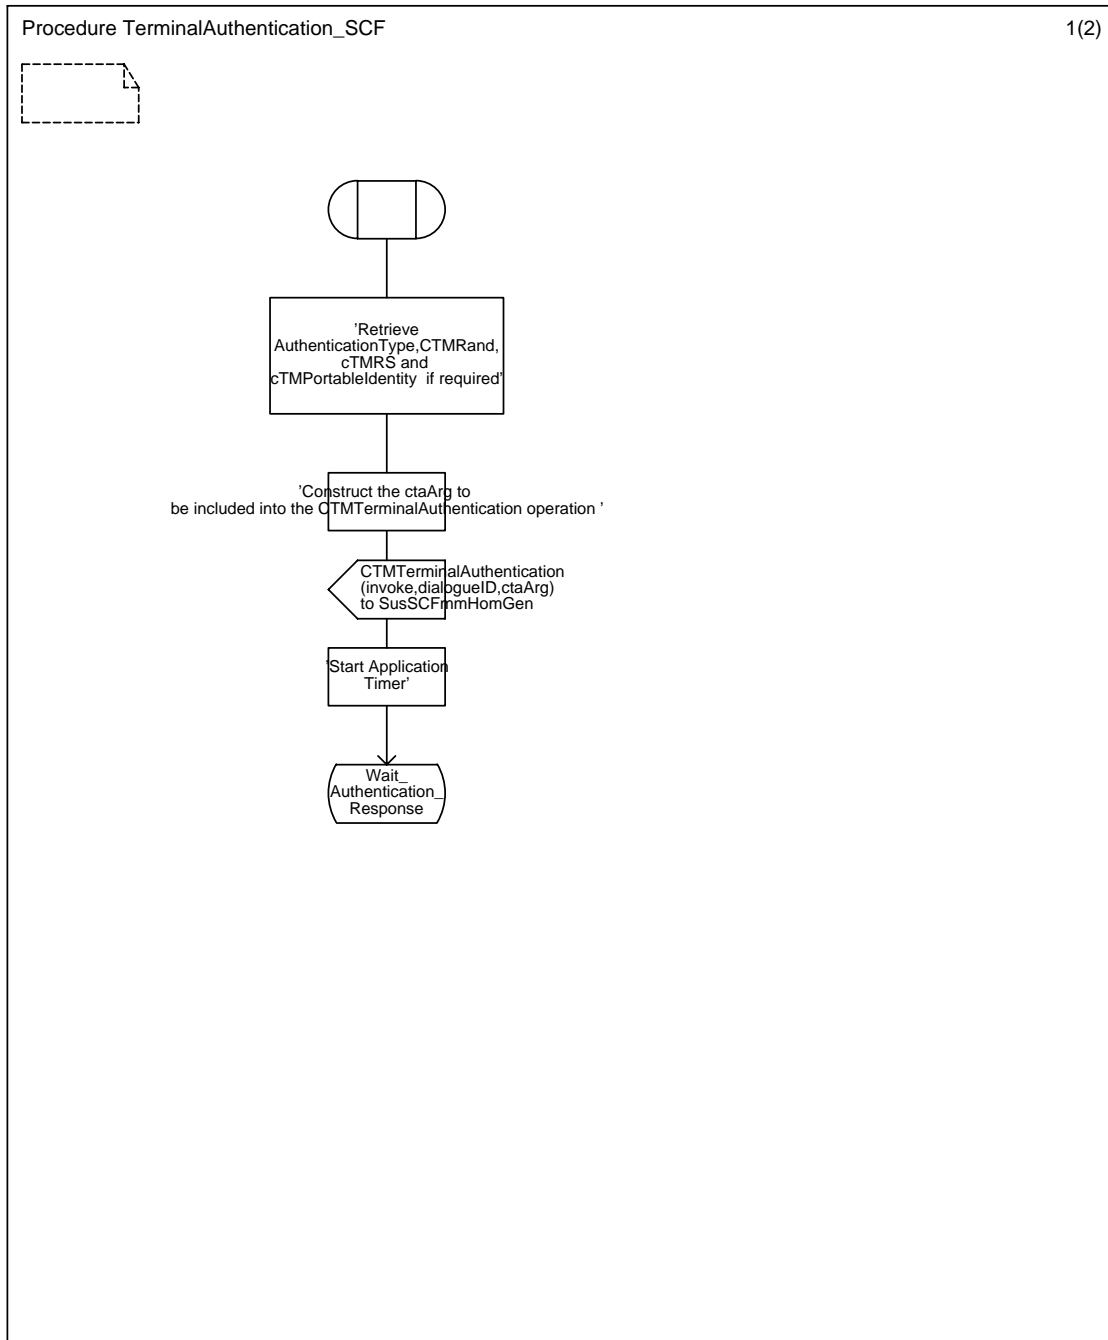 Procedure TerminalAuthentication_SCF
1(2)
’Retrieve
AuthenticationType,CTMRand,
cTMRS and
cTMPortableIdentity  if required’
’Construct the ctaArg to
be included into the CTMTerminalAuthentication operation ’
CTMTerminalAuthentication
(invoke,dialogueID,ctaArg)
to SusSCFmmHomGen
’Start Application
Timer’
Wait_
Authentication_
Response